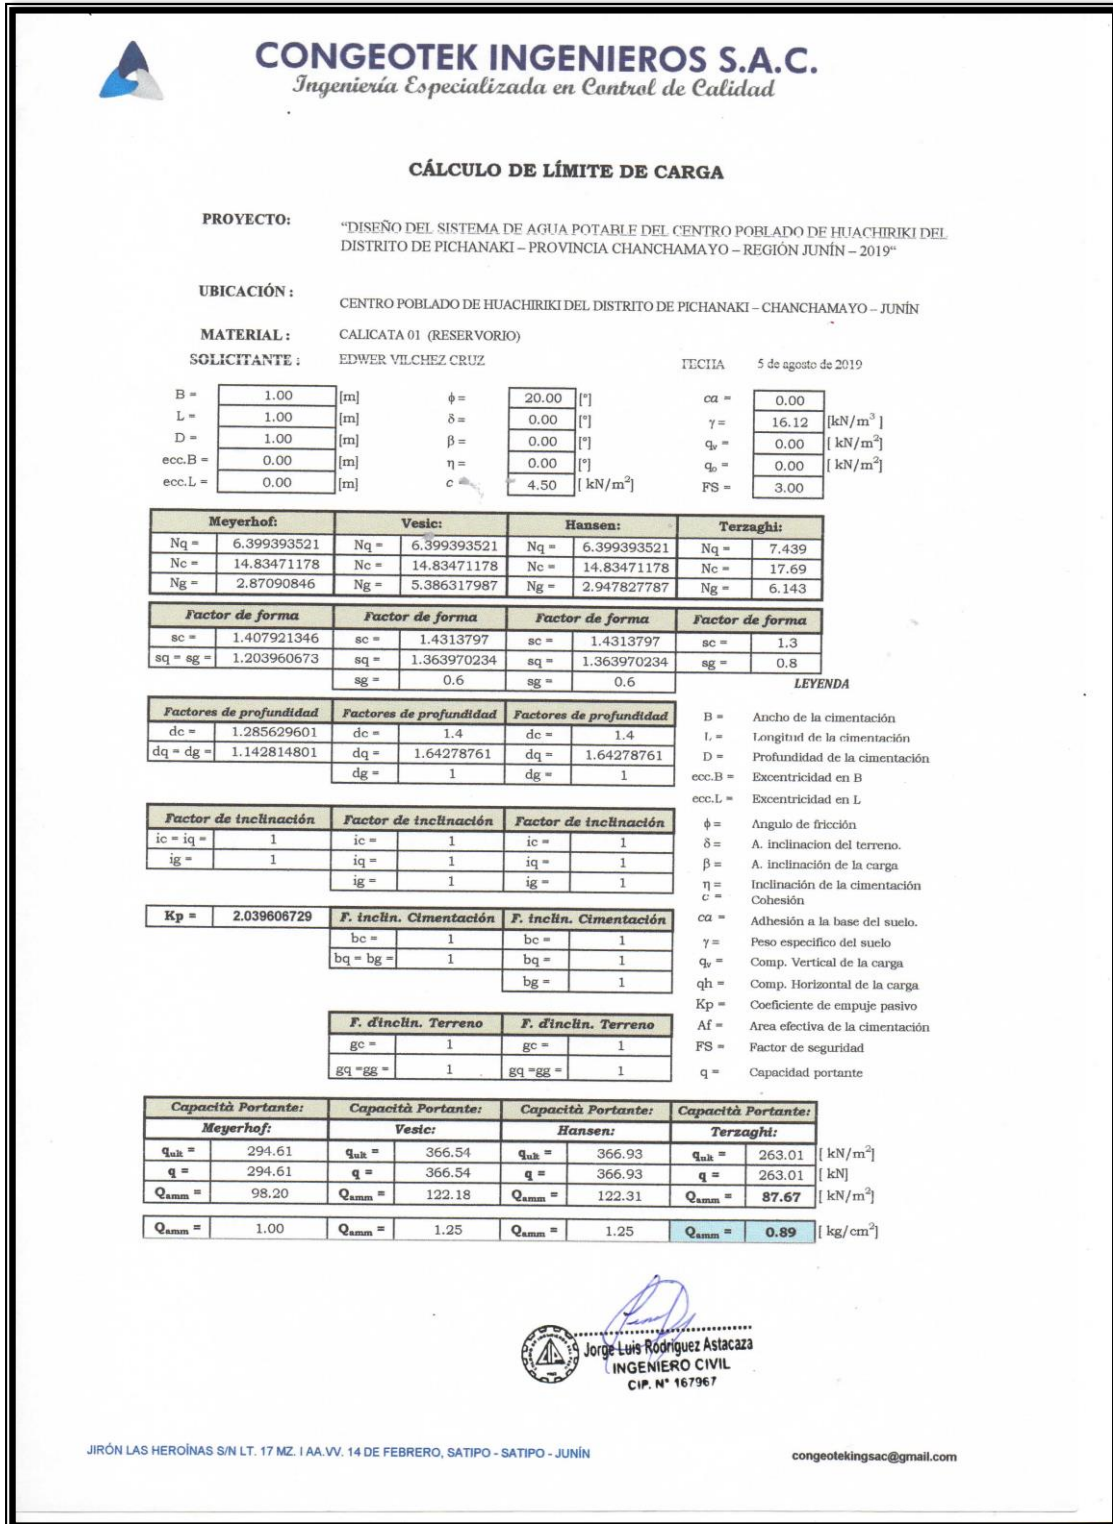 CONGEOTEK INGENIEROS S.A.C.
Ingeniería Especializada en Control de Calidad
CÁLCULO DE LÍMITE DE CARGA
PROYECTO: "DISEÑO DEL SISTEMA DE AGUA POTABLE DEL CENTRO POBLADO DE HUACHIRIKI DEL
DISTRITO DE PICHANAKI – PROVINCIA CHANCHAMAYO – REGIÓN JUNÍN – 2019"
UBICACIÓN : CENTRO POBLADO DE HUACHIRIKI DEL DISTRITO DE PICHANAKI – CHANCHAMAYO – JUNÍN
MATERIAL : CALICATA 01 (RESERVORIO)
SOLICITANTE : EDWER VILCHEZ CRUZ FECHA 5 de agosto de 2019
B = 1.00 [m] ϕ = 20.00 [°] ca = 0.00
L = 1.00 [m] δ = 0.00 [°] γ = 16.12 [kN/m³ ]
D = 1.00 [m] β = 0.00 [°] qv = 0.00 [ kN/m²]
ecc.B = 0.00 [m] η = 0.00 [°] qo = 0.00 [ kN/m²]
ecc.L = 0.00 [m] c = 4.50 [ kN/m²] FS = 3.00
Meyerhof: Vesic: Hansen: Terzaghi:
Nq = 6.399393521 Nq = 6.399393521 Nq = 6.399393521 Nq = 7.439
Nc = 14.83471178 Nc = 14.83471178 Nc = 14.83471178 Nc = 17.69
Ng = 2.87090846 Ng = 5.386317987 Ng = 2.947827787 Ng = 6.143
Factor de forma Factor de forma Factor de forma Factor de forma
sc = 1.407921346 sc = 1.4313797 sc = 1.4313797 sc = 1.3
sq = sg = 1.203960673 sq = 1.363970234 sq = 1.363970234 sg = 0.8
sg = 0.6 sg = 0.6
LEYENDA
Factores de profundidad Factores de profundidad Factores de profundidad B = Ancho de la cimentación
dc = 1.285629601 dc = 1.4 dc = 1.4 L = Longitud de la cimentación
dq = dg = 1.142814801 dq = 1.64278761 dq = 1.64278761 D = Profundidad de la cimentación
dg = 1 dg = 1 ecc.B = Excentricidad en B
ecc.L = Excentricidad en L
Factor de inclinación Factor de inclinación Factor de inclinación ϕ = Angulo de fricción
ic = iq = 1 ic = 1 ic = 1 δ = A. inclinacion del terreno.
ig = 1 iq = 1 iq = 1 β = A. inclinación de la carga
ig = 1 ig = 1 η = Inclinación de la cimentación
c = Cohesión
Kp = 2.039606729 F. inclin. Cimentación F. inclin. Cimentación ca = Adhesión a la base del suelo.
bc = 1 bc = 1 γ = Peso especifico del suelo
bq = bg = 1 bq = 1 qv = Comp. Vertical de la carga
bg = 1 qh = Comp. Horizontal de la carga
Kp = Coeficiente de empuje pasivo
F. d'inclin. Terreno F. d'inclin. Terreno Af = Area efectiva de la cimentación
gc = 1 gc = 1 FS = Factor de seguridad
gq =gg = 1 gq =gg = 1 q = Capacidad portante
Capacità Portante: Capacità Portante: Capacità Portante: Capacità Portante:
Meyerhof: Vesic: Hansen: Terzaghi:
qult = 294.61 qult = 366.54 qult = 366.93 qult = 263.01 [ kN/m²]
q = 294.61 q = 366.54 q = 366.93 q = 263.01 [ kN]
Qamm = 98.20 Qamm = 122.18 Qamm = 122.31 Qamm = 87.67 [ kN/m²]
Qamm = 1.00 Qamm = 1.25 Qamm = 1.25 Qamm = 0.89 [ kg/cm²]
Jorge Luis Rodriguez Astacaza
INGENIERO CIVIL
CIP. N° 167967
JIRÓN LAS HEROÍNAS S/N LT. 17 MZ. I AA.VV. 14 DE FEBRERO, SATIPO - SATIPO - JUNÍN
congeotekingsac@gmail.com